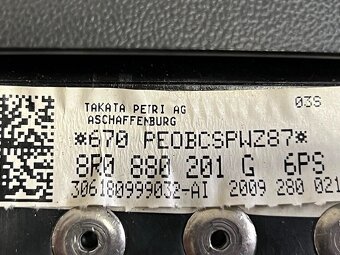 TAKATA PETRI AG 03S
ASCHAFFENBURG
*670 PEOBCSPWZ87*
8R0 880 201 G 6PS
306180999032-AI 2009 280 021